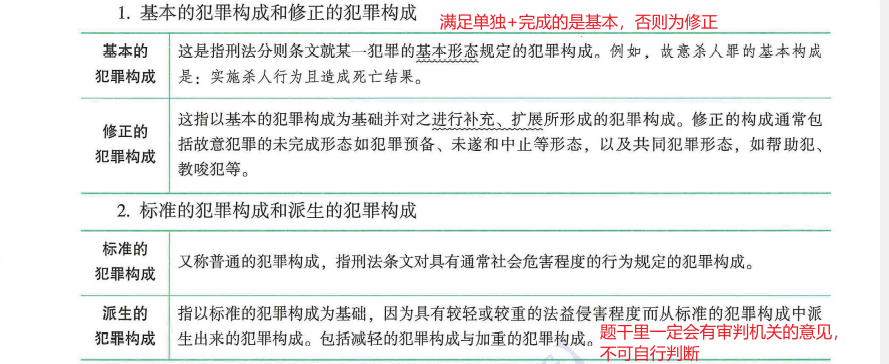 1. 基本的犯罪构成和修正的犯罪构成
满足单独+完成的是基本，否则为修正
基本的
犯罪构成
这是指刑法分则条文就某一犯罪的基本形态规定的犯罪构成。例如，故意杀人罪的基本构成
是：实施杀人行为且造成死亡结果。
修正的
犯罪构成
这指以基本的犯罪构成为基础并对之进行补充、扩展所形成的犯罪构成。修正的构成通常包
括故意犯罪的未完成形态如犯罪预备、未遂和中止等形态，以及共同犯罪形态，如帮助犯、
教唆犯等。
2. 标准的犯罪构成和派生的犯罪构成
标准的
犯罪构成
又称普通的犯罪构成，指刑法条文对具有通常社会危害程度的行为规定的犯罪构成。
派生的
犯罪构成
指以标准的犯罪构成为基础，因为具有较轻或较重的法益侵害程度而从标准的犯罪构成中派
生出来的犯罪构成。包括减轻的犯罪构成与加重的犯罪构成。
题干里一定会有审判机关的意见，
不可自行判断